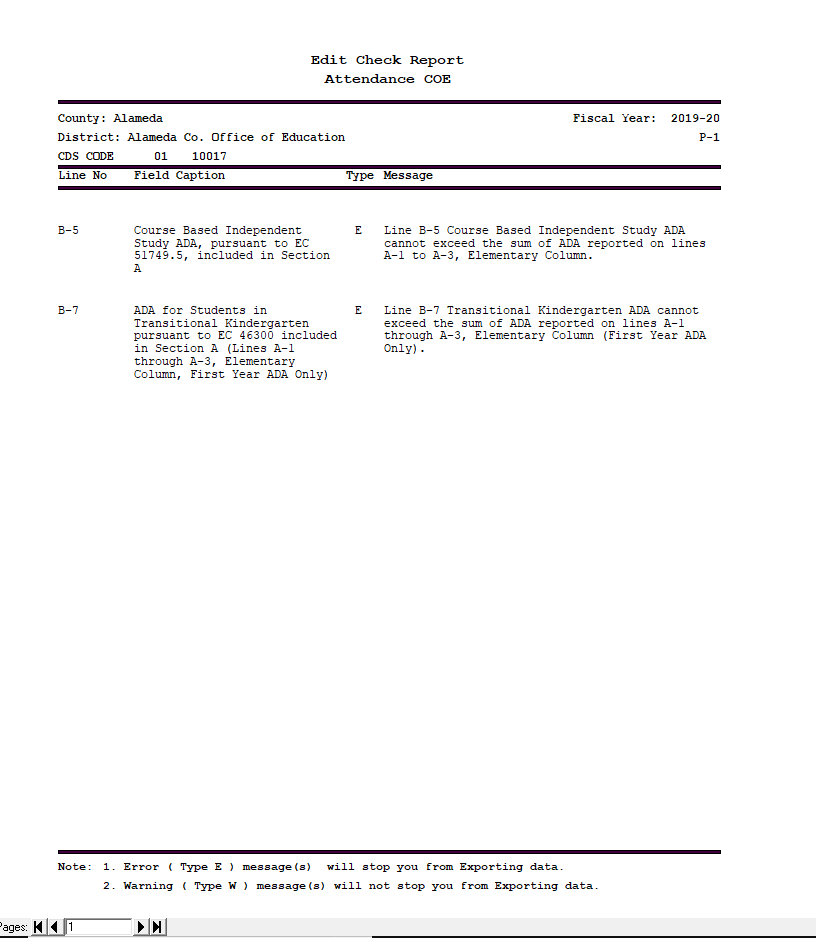 Edit Check Report
Attendance COE
County: Alameda Fiscal Year: 2019-20
District: Alameda Co. Office of Education P-1
CDS CODE 01 10017
Line No Field Caption Type Message
B-5 Course Based Independent E Line B-5 Course Based Independent Study ADA
Study ADA, pursuant to EC cannot exceed the sum of ADA reported on lines
51749.5, included in Section A-1 to A-3, Elementary Column.
A
B-7 ADA for Students in E Line B-7 Transitional Kindergarten ADA cannot
Transitional Kindergarten exceed the sum of ADA reported on lines A-1
pursuant to EC 46300 included through A-3, Elementary Column (First Year ADA
in Section A (Lines A-1 Only).
through A-3, Elementary
Column, First Year ADA Only)
Note: 1. Error ( Type E ) message(s) will stop you from Exporting data.
2. Warning ( Type W ) message(s) will not stop you from Exporting data.
Pages: 1